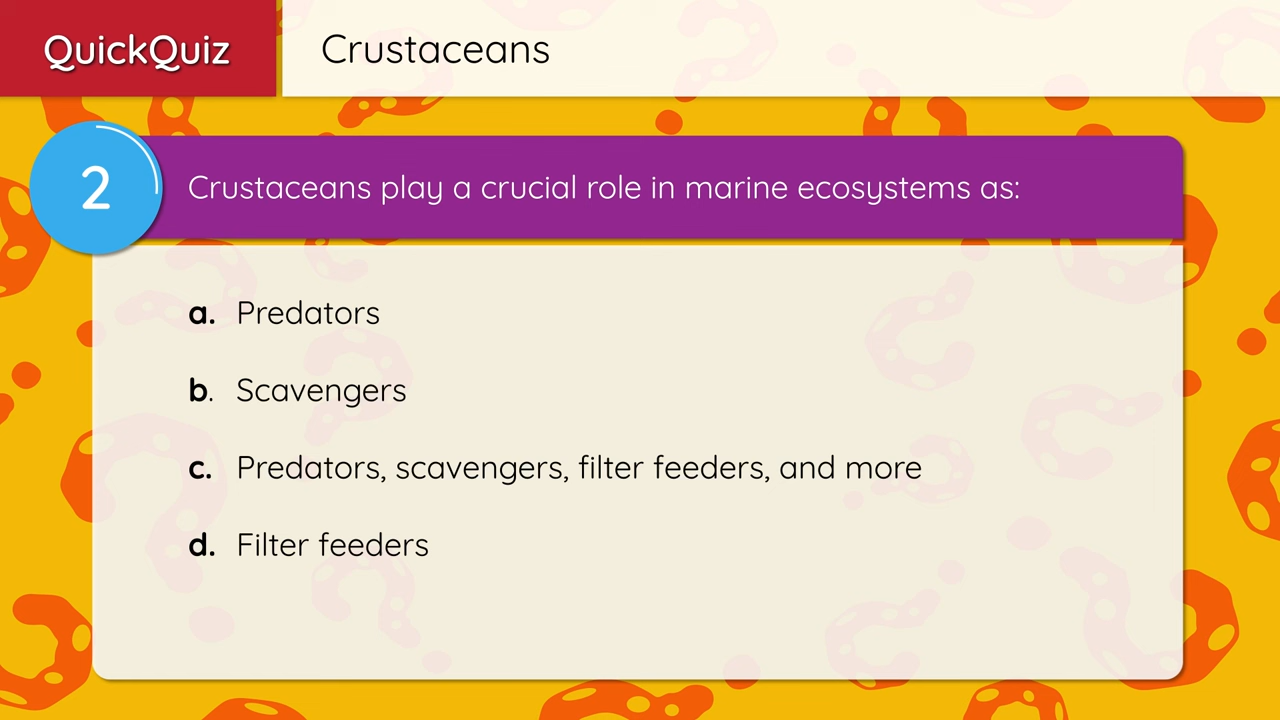 QuickQuiz
Crustaceans
2
Crustaceans play a crucial role in marine ecosystems as:
a. Predators
b. Scavengers
c. Predators, scavengers, filter feeders, and more
d. Filter feeders